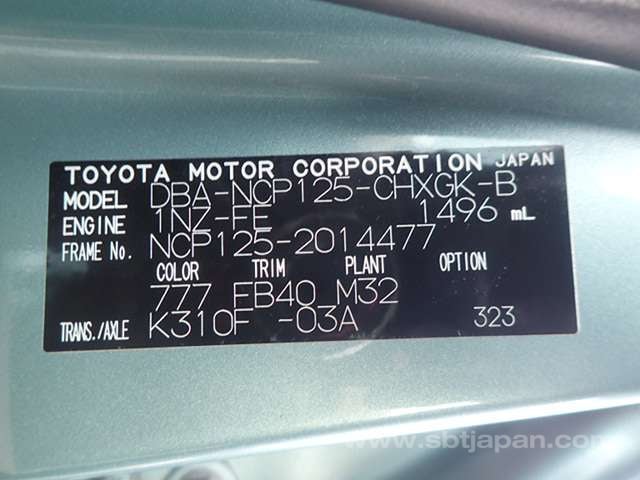 TOYOTA MOTOR CORPORATION JAPAN
MODEL DBA-NCP125-CHXGK-B
ENGINE 1NZ-FE 1496 mL
FRAME No. NCP125-2014477
COLOR TRIM PLANT OPTION
777 FB40 M32
TRANS./AXLE K310F -03A 323
www.sbtjapan.com